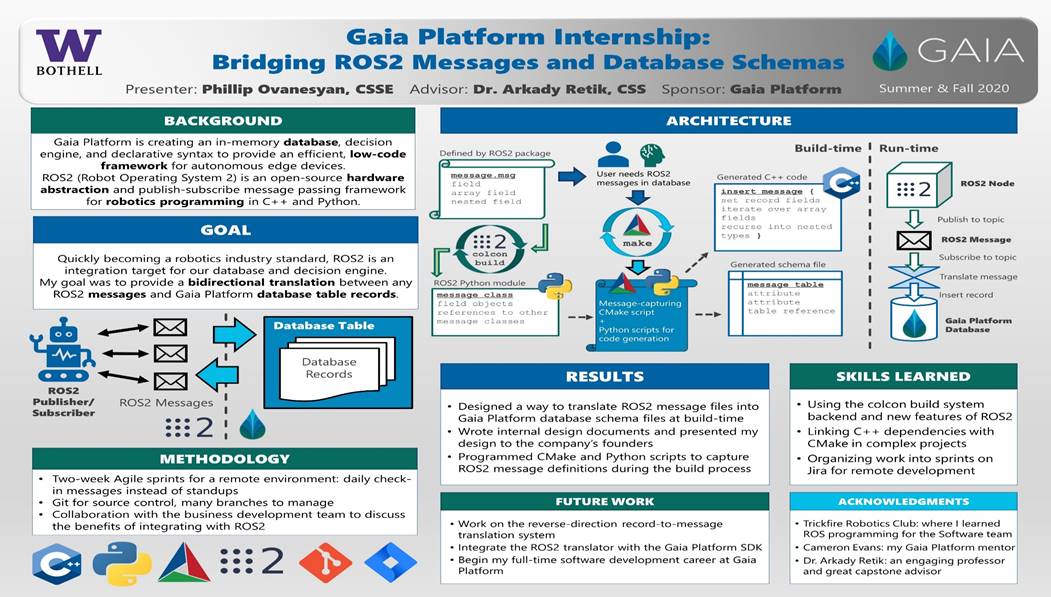 W
BOTHELL
Gaia Platform Internship:
Bridging ROS2 Messages and Database Schemas
Presenter: Phillip Ovanesyan, CSSE Advisor: Dr. Arkady Retik, CSS Sponsor: Gaia Platform
GAIA
Summer & Fall 2020
BACKGROUND
Gaia Platform is creating an in-memory database, decision
engine, and declarative syntax to provide an efficient, low-code
framework for autonomous edge devices.
ROS2 (Robot Operating System 2) is an open-source hardware
abstraction and publish-subscribe message passing framework
for robotics programming in C++ and Python.
GOAL
Quickly becoming a robotics industry standard, ROS2 is an
integration target for our database and decision engine.
My goal was to provide a bidirectional translation between any
ROS2 messages and Gaia Platform database table records.
ROS2
Publisher/
Subscriber
ROS2 Messages
2
Database Table
Database
Records
METHODOLOGY
• Two-week Agile sprints for a remote environment: daily check-
in messages instead of standups
• Git for source control, many branches to manage
• Collaboration with the business development team to discuss
the benefits of integrating with ROS2
C++
2
ARCHITECTURE
Defined by ROS2 package
message.msg
field
array field
nested field
2
colcon
build
ROS2 Python module
message class
field objects
references to other
message classes
User needs ROS2
messages in database
make
Message-capturing
CMake script
+
Python scripts for
code generation
Build-time
Run-time
Generated C++ code
C++
insert message {
set record fields
iterate over array
fields
recurse into nested
types }
Generated schema file
message table
attribute
attribute
table reference
2
ROS2 Node
Publish to topic
ROS2 Message
Subscribe to topic
Translate message
Insert record
Gaia Platform
Database
RESULTS
• Designed a way to translate ROS2 message files into
Gaia Platform database schema files at build-time
• Wrote internal design documents and presented my
design to the company's founders
• Programmed CMake and Python scripts to capture
ROS2 message definitions during the build process
FUTURE WORK
• Work on the reverse-direction record-to-message
translation system
• Integrate the ROS2 translator with the Gaia Platform SDK
• Begin my full-time software development career at Gaia
Platform
SKILLS LEARNED
• Using the colcon build system
backend and new features of ROS2
• Linking C++ dependencies with
CMake in complex projects
• Organizing work into sprints on
Jira for remote development
ACKNOWLEDGMENTS
• Trickfire Robotics Club: where I learned
ROS programming for the Software team
• Cameron Evans: my Gaia Platform mentor
• Dr. Arkady Retik: an engaging professor
and great capstone advisor